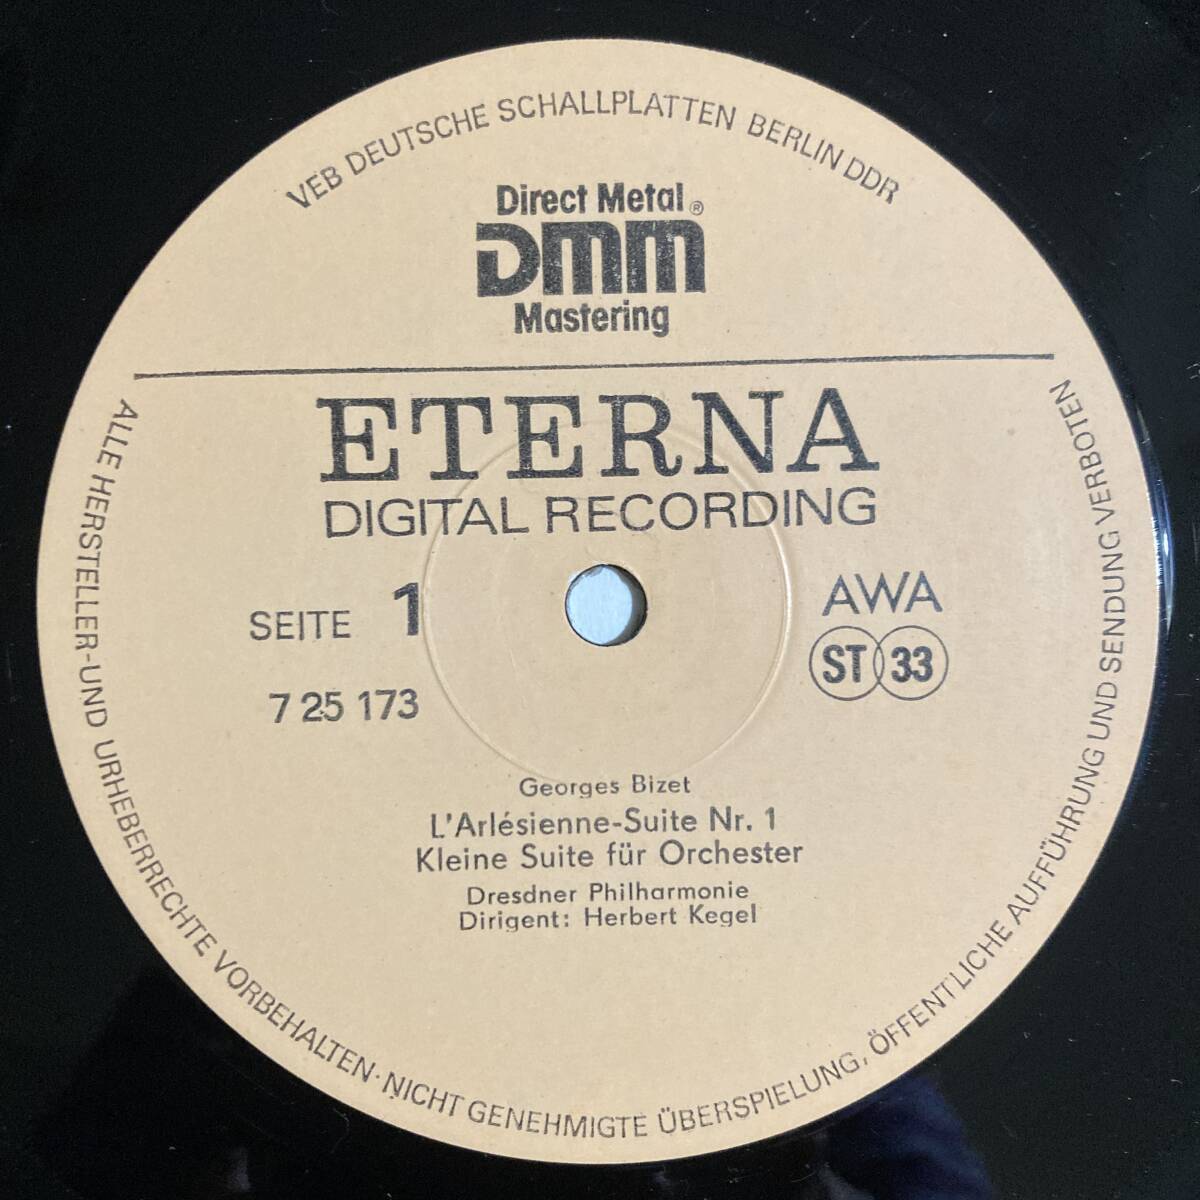 VEB DEUTSCHE SCHALLPLATTEN BERLIN DDR
Direct Metal®
DMM
Mastering
ETERNA
DIGITAL RECORDING
SEITE 1
AWA
ST 33
7 25 173
Georges Bizet
L'Arlésienne-Suite Nr. 1
Kleine Suite für Orchester
Dresdner Philharmonie
Dirigent: Herbert Kegel
ALLE HERSTELLER-UND URHEBERRECHTE VORBEHALTEN· NICHT GENEHMIGTE ÜBERSPIELUNG, ÖFFENTLICHE AUFFÜHRUNG UND SENDUNG VERBOTEN